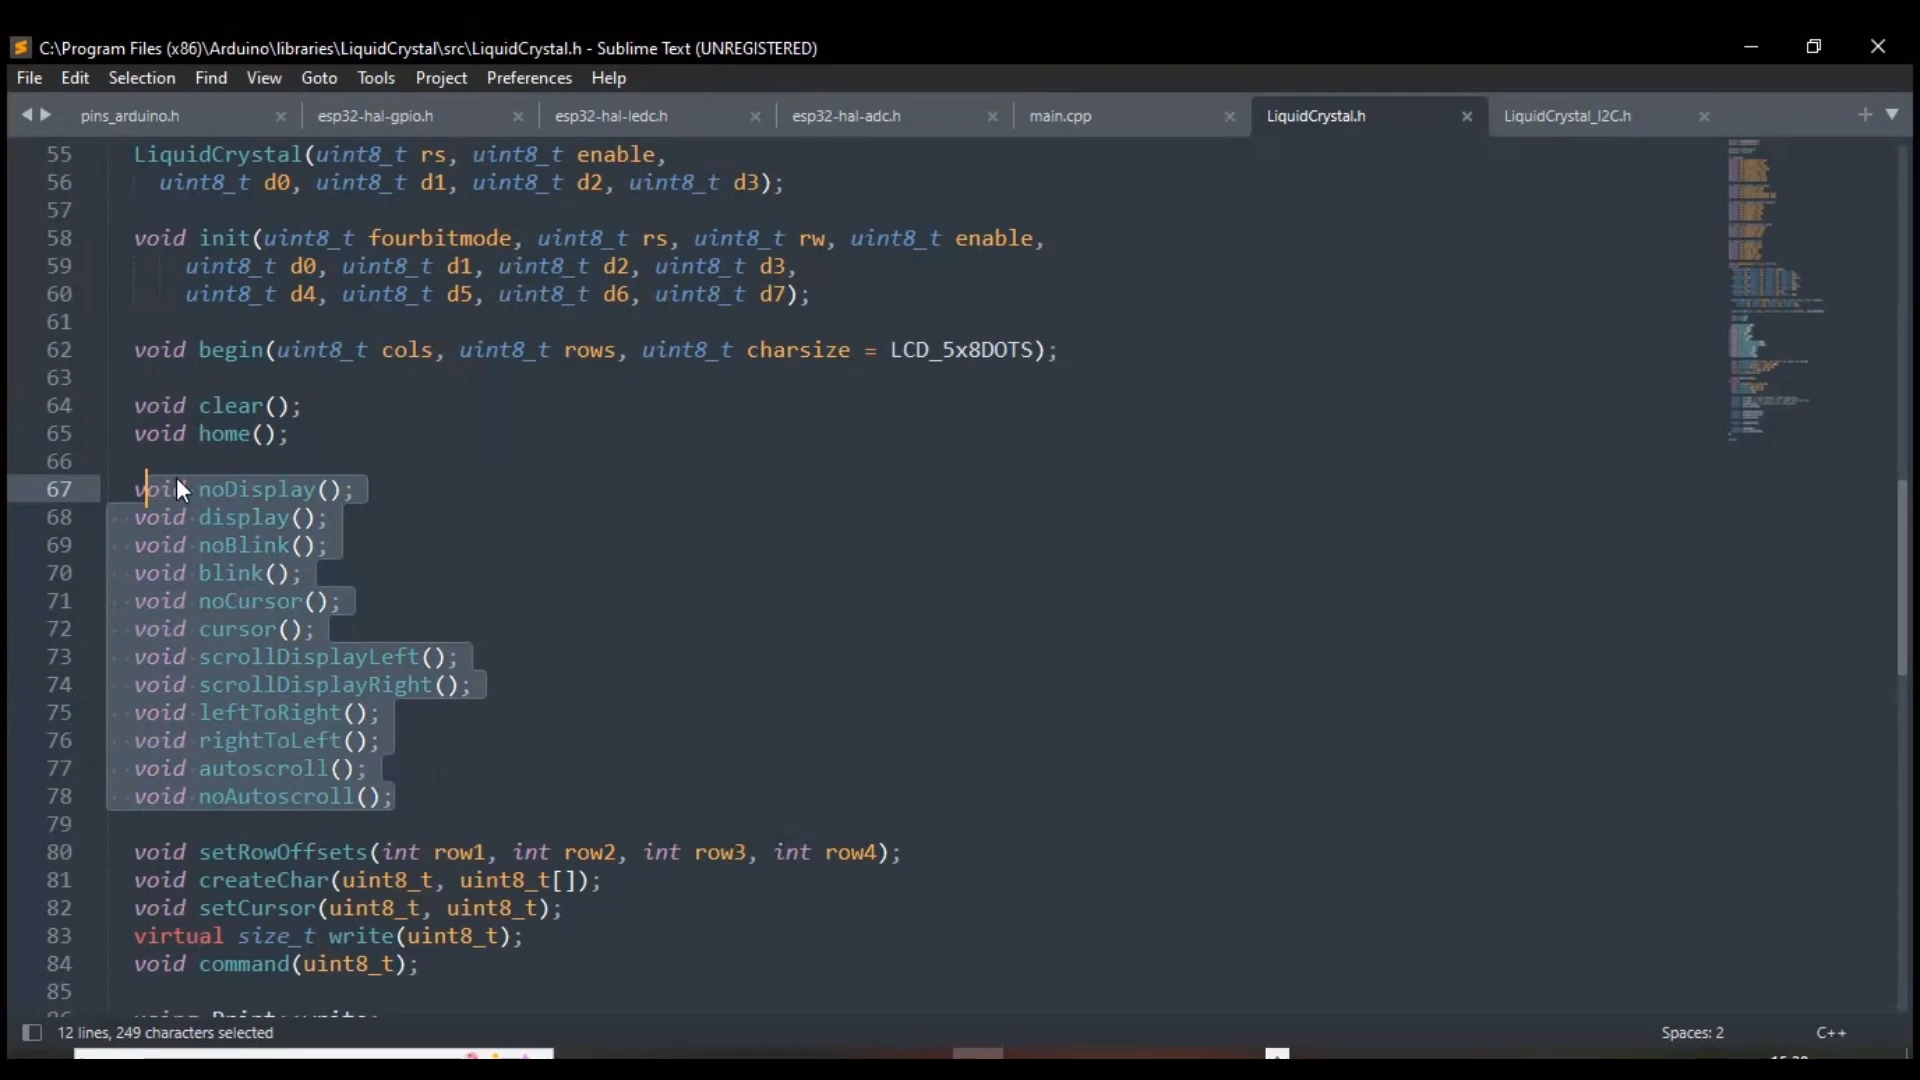 C:\Program Files (x86)\Arduino\libraries\LiquidCrystal\src\LiquidCrystal.h - Sublime Text (UNREGISTERED)
File Edit Selection Find View Goto Tools Project Preferences Help
pins_arduino.h esp32-hal-gpio.h esp32-hal-ledc.h esp32-hal-adc.h main.cpp LiquidCrystal.h LiquidCrystal_I2C.h
55 LiquidCrystal(uint8_t rs, uint8_t enable,
56 uint8_t d0, uint8_t d1, uint8_t d2, uint8_t d3);
57
58 void init(uint8_t fourbitmode, uint8_t rs, uint8_t rw, uint8_t enable,
59 uint8_t d0, uint8_t d1, uint8_t d2, uint8_t d3,
60 uint8_t d4, uint8_t d5, uint8_t d6, uint8_t d7);
61
62 void begin(uint8_t cols, uint8_t rows, uint8_t charsize = LCD_5x8DOTS);
63
64 void clear();
65 void home();
66
67 void noDisplay();
68 void display();
69 void noBlink();
70 void blink();
71 void noCursor();
72 void cursor();
73 void scrollDisplayLeft();
74 void scrollDisplayRight();
75 void leftToRight();
76 void rightToLeft();
77 void autoscroll();
78 void noAutoscroll();
79
80 void setRowOffsets(int row1, int row2, int row3, int row4);
81 void createChar(uint8_t, uint8_t[]);
82 void setCursor(uint8_t, uint8_t);
83 virtual size_t write(uint8_t);
84 void command(uint8_t);
85
12 lines, 249 characters selected Spaces: 2 C++